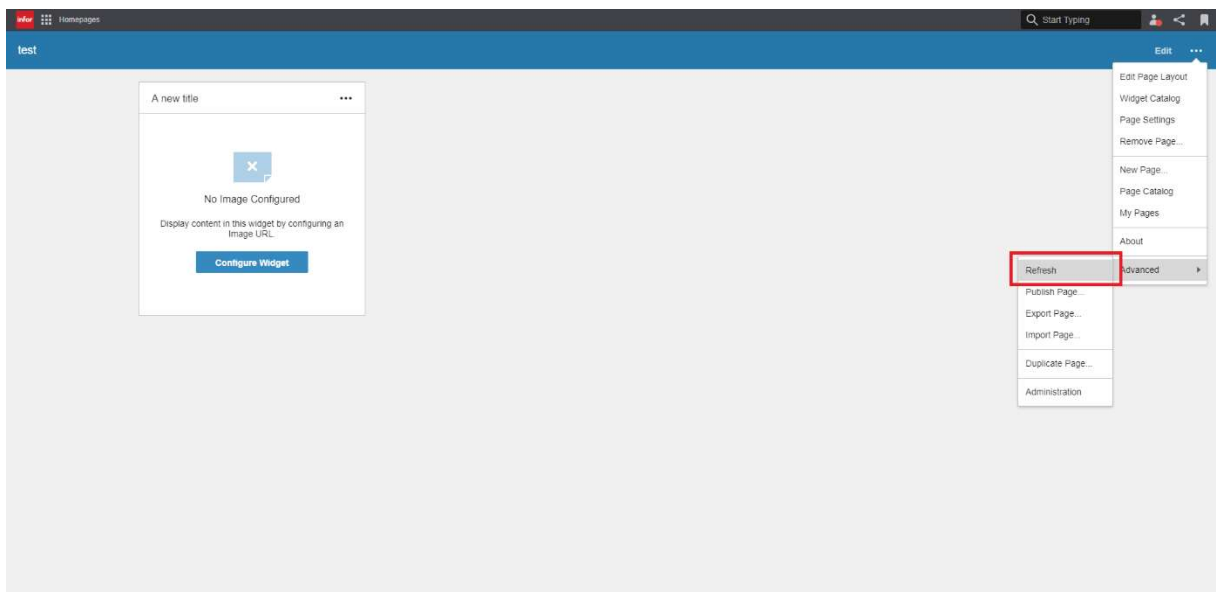 infor
Homepages
Start Typing
test
Edit
A new title
No Image Configured
Display content in this widget by configuring an
Image URL.
Configure Widget
Edit Page Layout
Widget Catalog
Page Settings
Remove Page...
New Page...
Page Catalog
My Pages
About
Advanced
Refresh
Publish Page...
Export Page...
Import Page...
Duplicate Page...
Administration